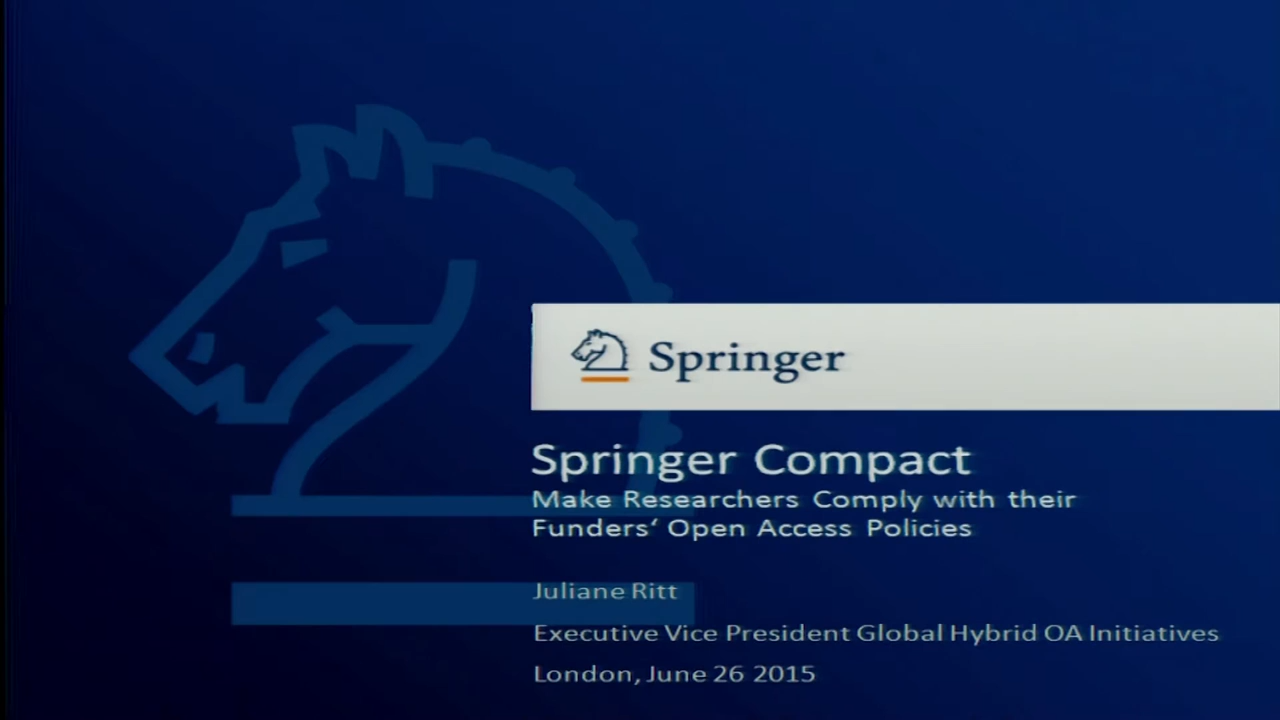 Springer
Springer Compact
Make Researchers Comply with their
Funders‘ Open Access Policies
Juliane Ritt
Executive Vice President Global Hybrid OA Initiatives
London, June 26 2015